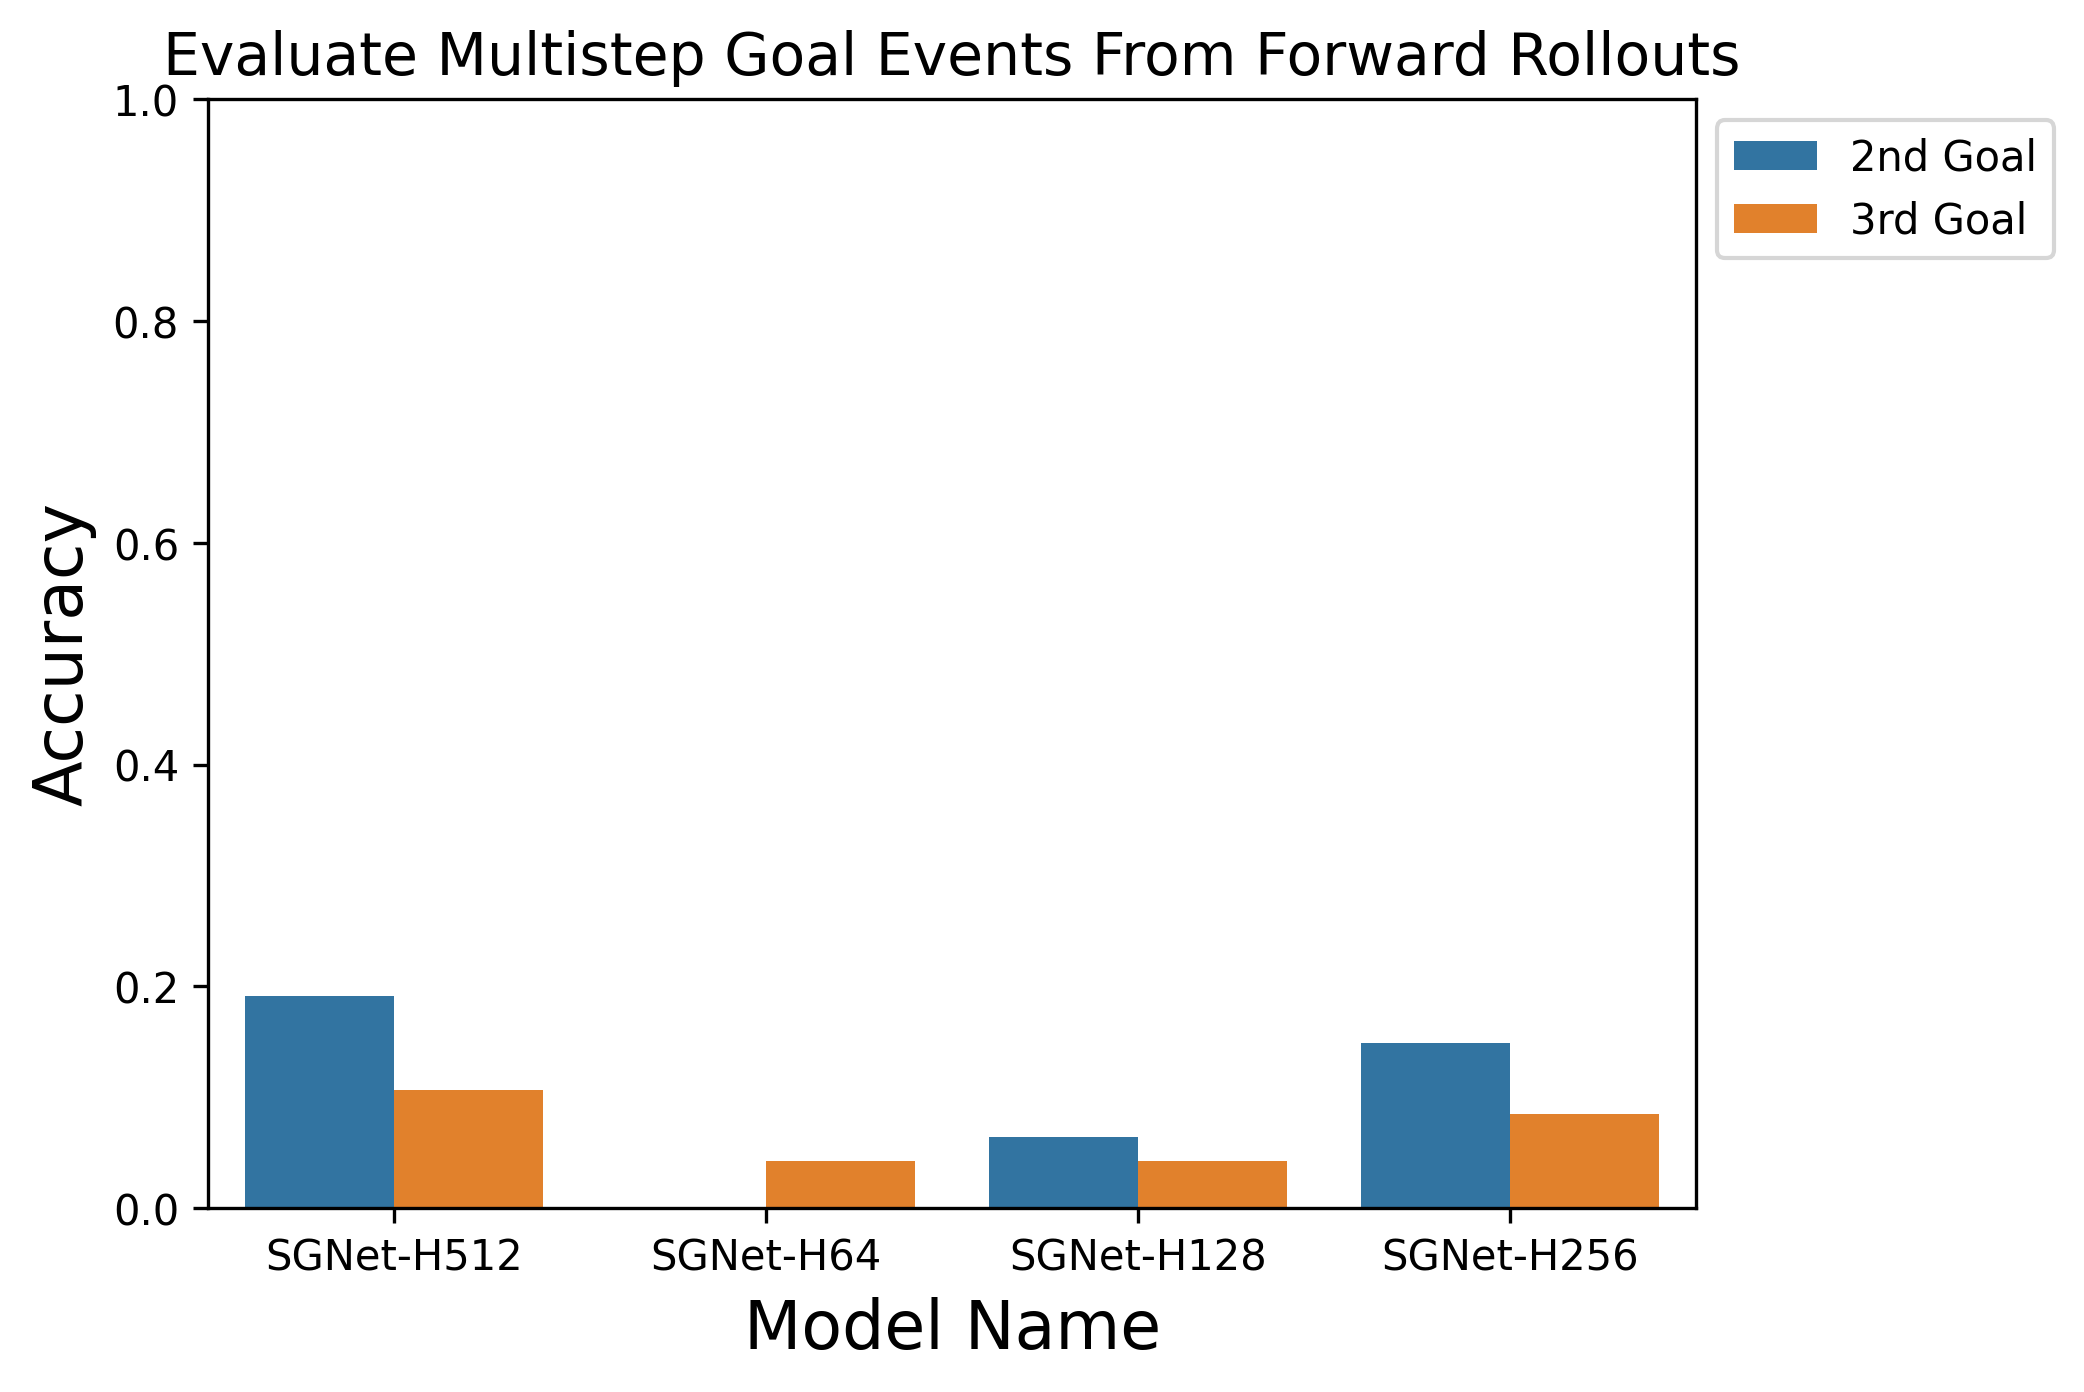 Evaluate Multistep Goal Events From Forward Rollouts
1.0
0.8
0.6
0.4
0.2
0.0
Accuracy
SGNet-H512
SGNet-H64
SGNet-H128
SGNet-H256
Model Name
2nd Goal
3rd Goal